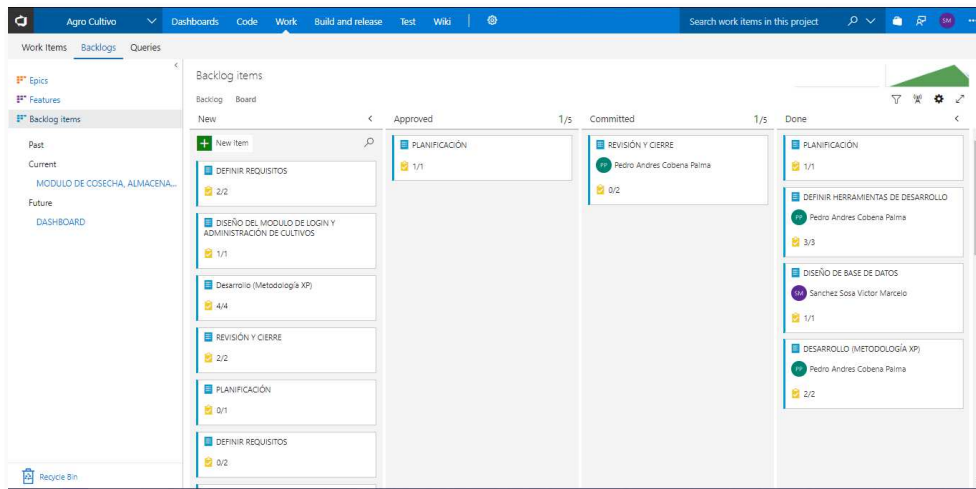 Agro Cultivo
Dashboards Code Work Build and release Test Wiki
Search work items in this project
SM
Work Items Backlogs Queries
Epics
Features
Backlog items
Past
Current
MODULO DE COSECHA, ALMACENA...
Future
DASHBOARD
Recycle Bin
Backlog items
Backlog Board
New
New item
DEFINIR REQUISITOS
2/2
DISEÑO DEL MODULO DE LOGIN Y
ADMINISTRACIÓN DE CULTIVOS
1/1
Desarrollo (Metodología XP)
4/4
REVISIÓN Y CIERRE
2/2
PLANIFICACIÓN
0/1
DEFINIR REQUISITOS
0/2
Approved 1/5
PLANIFICACIÓN
1/1
Committed 1/5
REVISIÓN Y CIERRE
PP Pedro Andres Cobena Palma
0/2
Done
PLANIFICACIÓN
1/1
DEFINIR HERRAMIENTAS DE DESARROLLO
PP Pedro Andres Cobena Palma
3/3
DISEÑO DE BASE DE DATOS
SM Sanchez Sosa Victor Marcelo
1/1
DESARROLLO (METODOLOGÍA XP)
PP Pedro Andres Cobena Palma
2/2